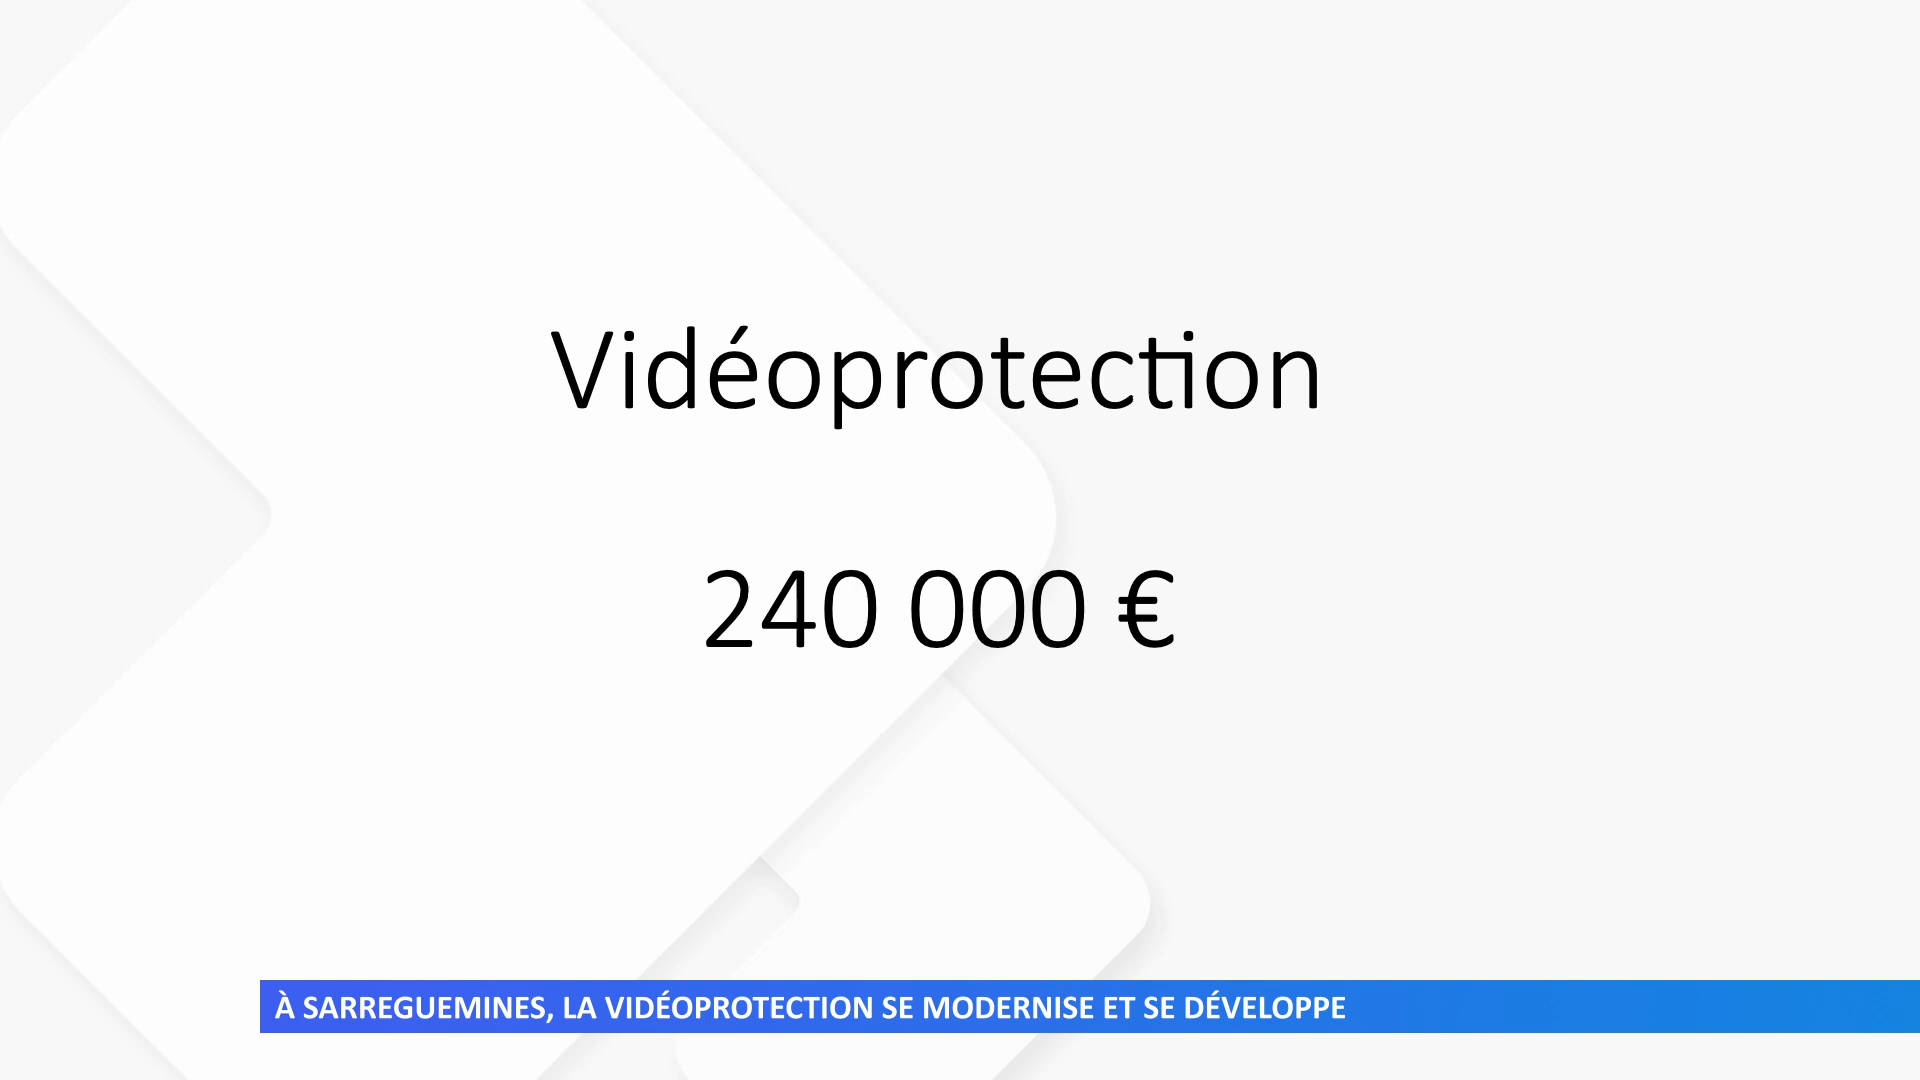 Vidéoprotection
240 000 €
À SARREGUEMINES, LA VIDÉOPROTECTION SE MODERNISE ET SE DÉVELOPPE